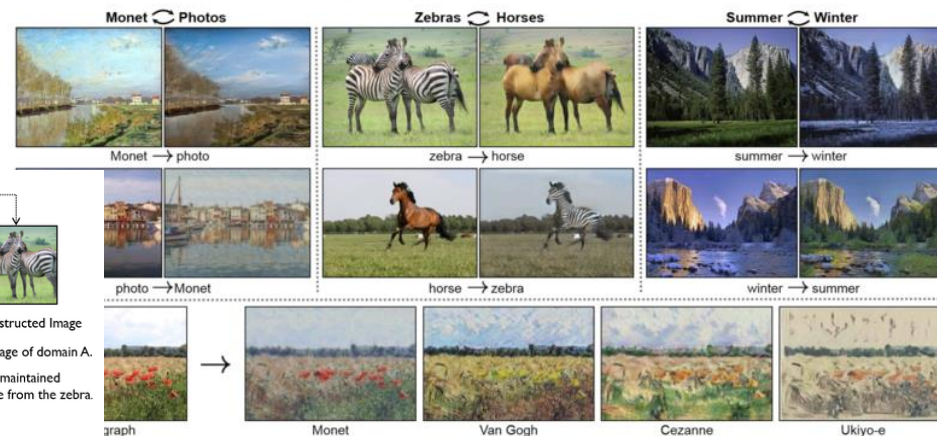 Monet Photos
Zebras Horses
Summer Winter
Monet → photo
zebra → horse
summer → winter
photo → Monet
horse → zebra
winter → summer
structed Image
age of domain A.
maintained
e from the zebra.
graph
Monet
Van Gogh
Cezanne
Ukiyo-e